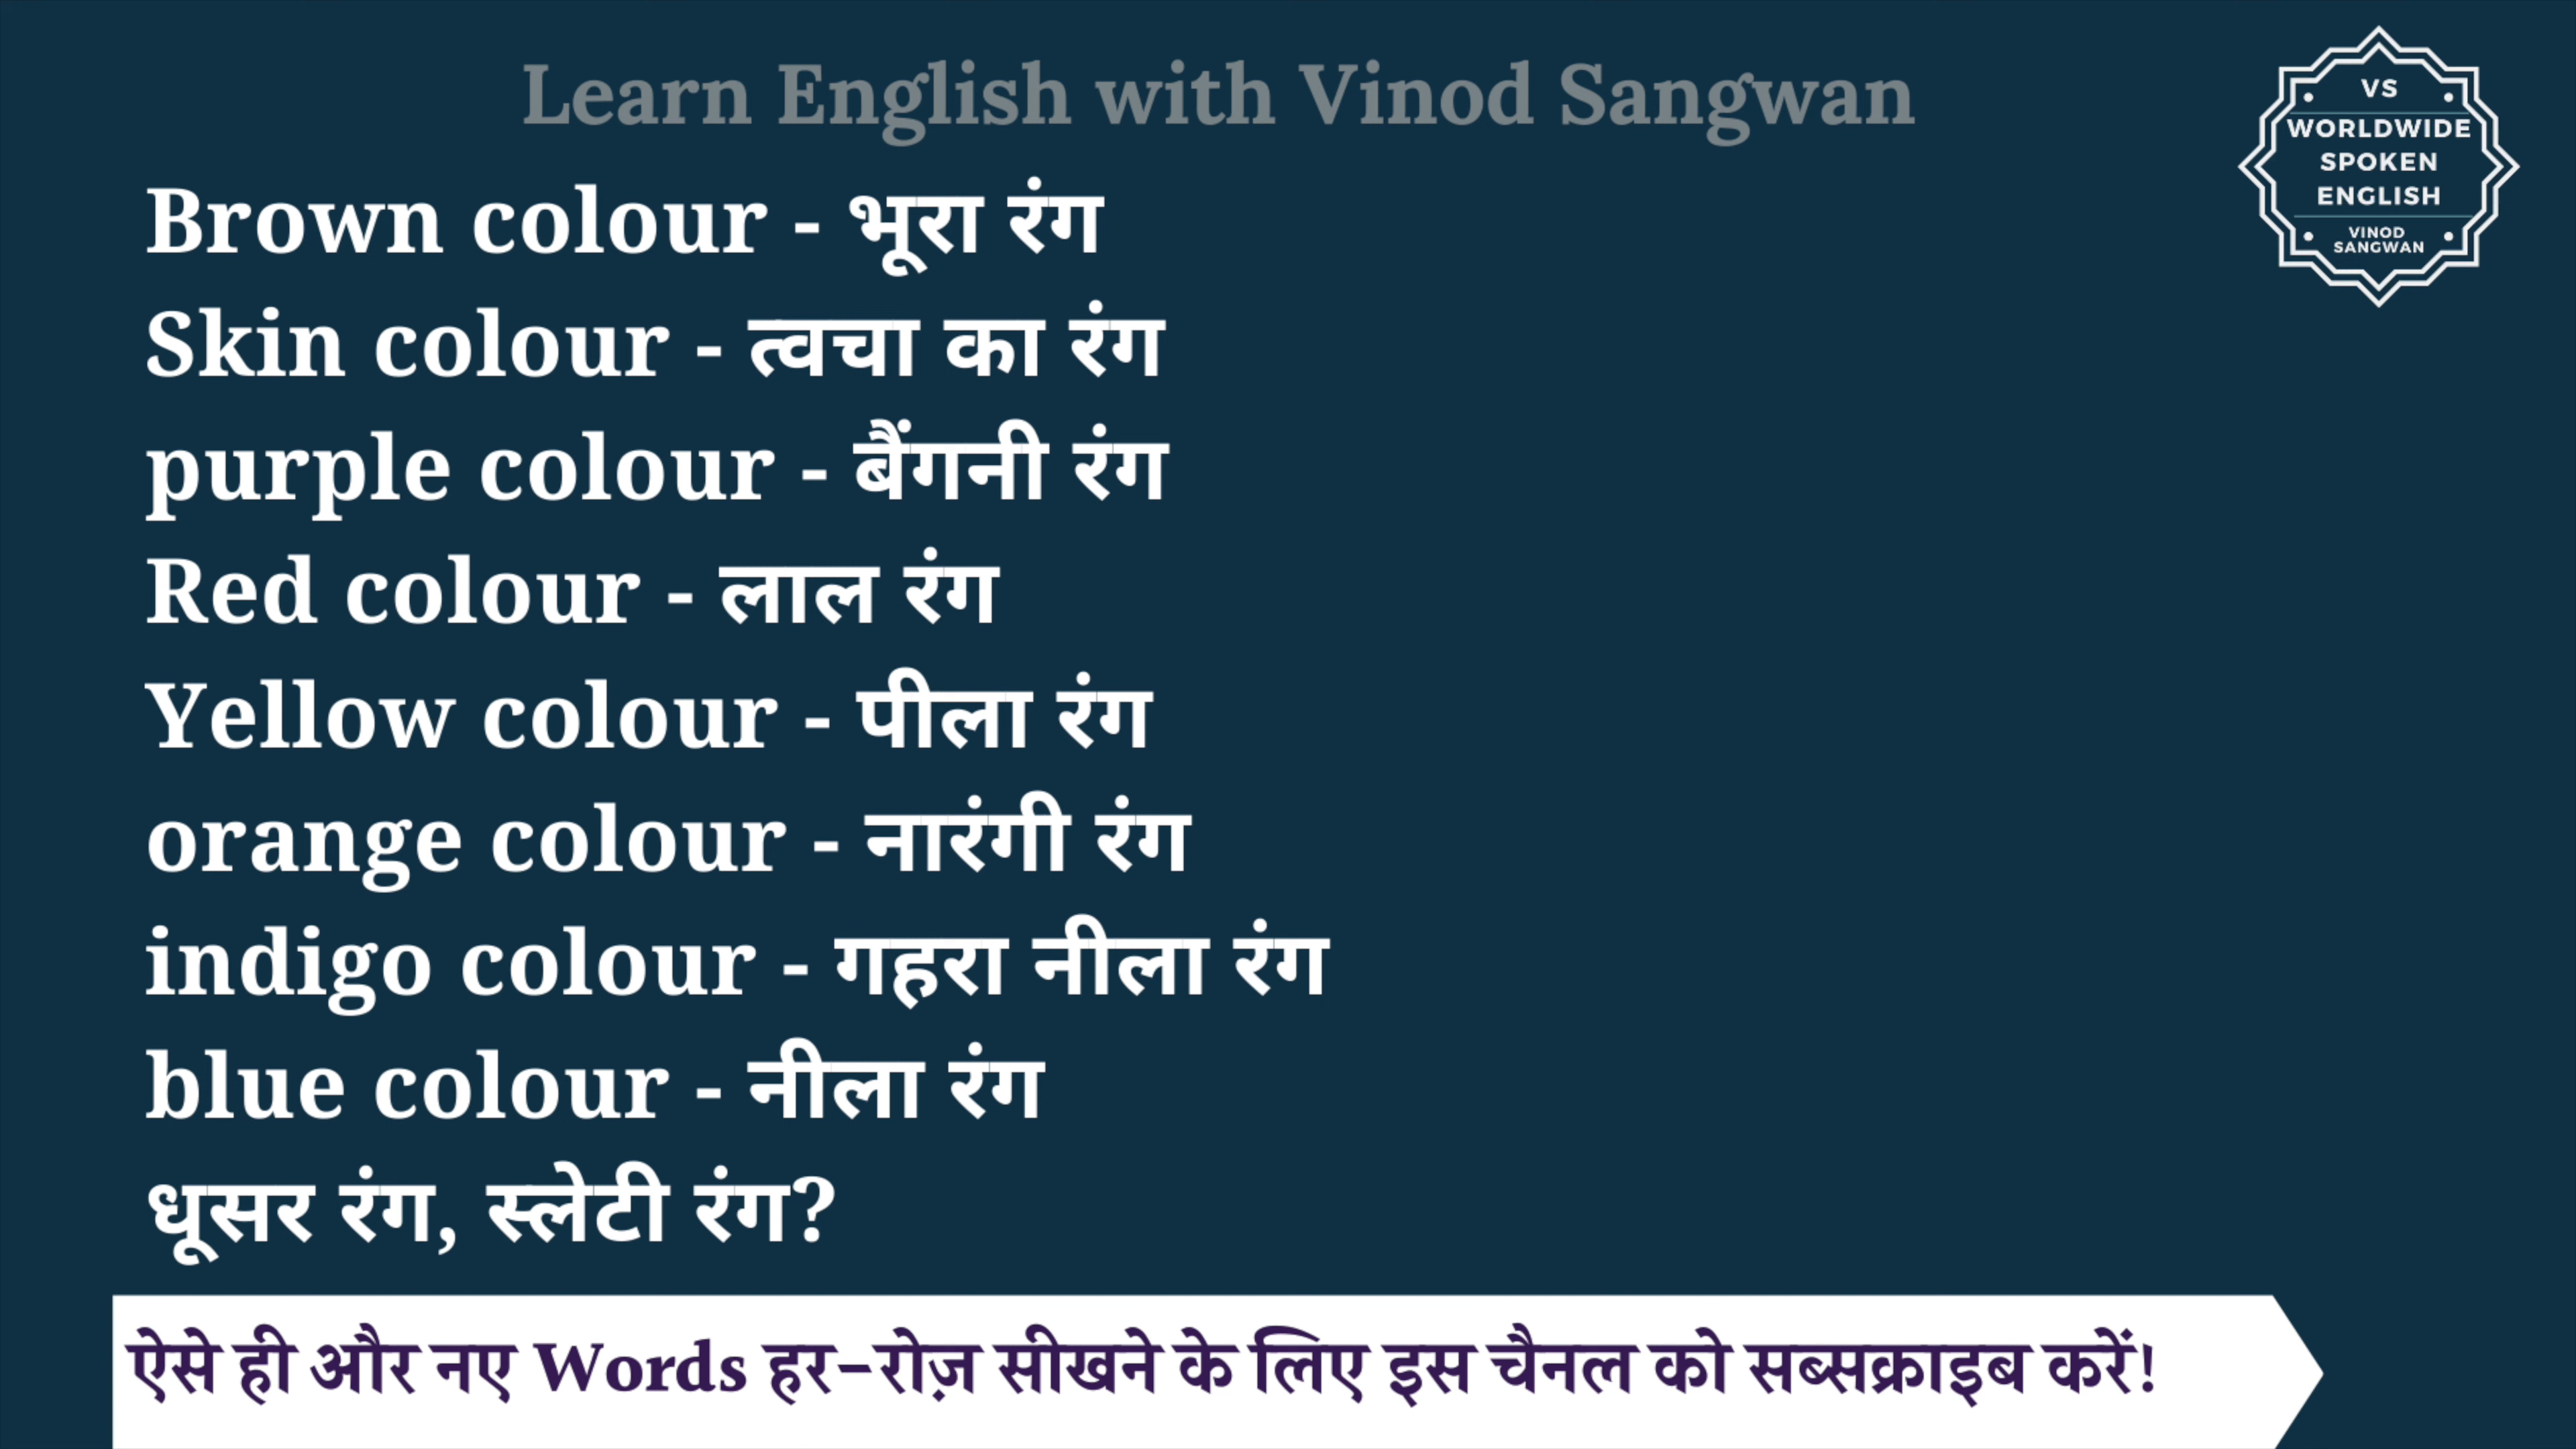 Learn English with Vinod Sangwan
VS
WORLDWIDE
SPOKEN
ENGLISH
VINOD
SANGWAN
Brown colour - भूरा रंग
Skin colour - त्वचा का रंग
purple colour - बैंगनी रंग
Red colour - लाल रंग
Yellow colour - पीला रंग
orange colour - नारंगी रंग
indigo colour - गहरा नीला रंग
blue colour - नीला रंग
धूसर रंग, स्लेटी रंग?
ऐसे ही और नए Words हर-रोज़ सीखने के लिए इस चैनल को सब्सक्राइब करें!